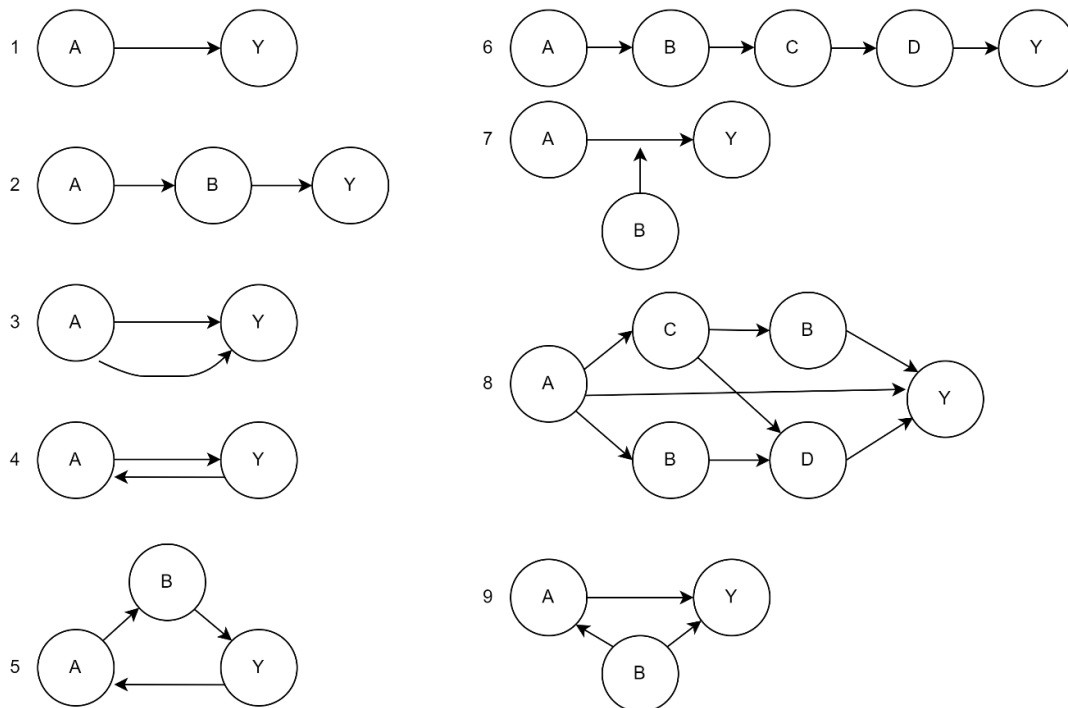 1 A Y
2 A B Y
3 A Y
4 A Y
B
5 A Y
6 A B C D Y
7 A Y
B
C B
8 A Y
B D
9 A Y
B